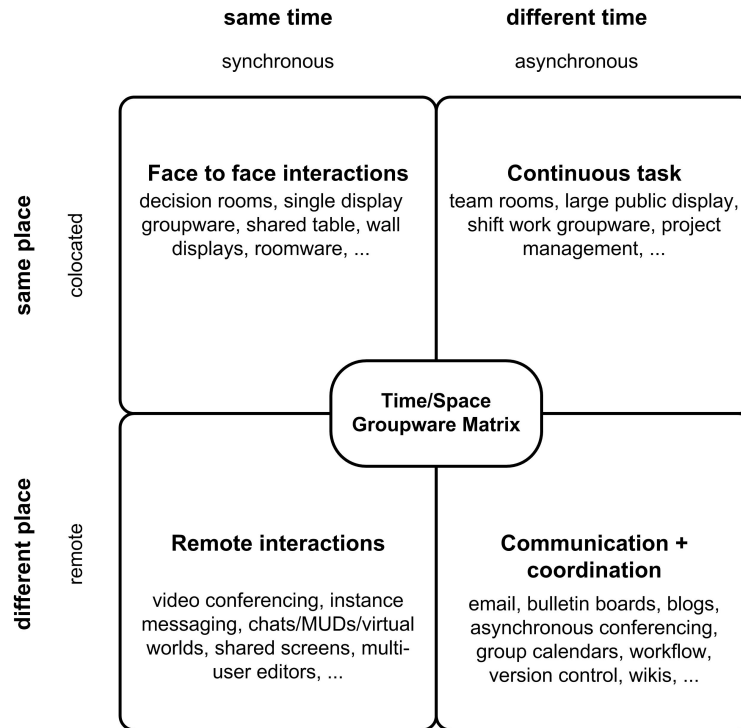 same time
different time
synchronous
asynchronous
same place
colocated
Face to face interactions
decision rooms, single display
groupware, shared table, wall
displays, roomware, ...
Continuous task
team rooms, large public display,
shift work groupware, project
management, ...
Time/Space
Groupware Matrix
different place
remote
Remote interactions
video conferencing, instance
messaging, chats/MUDs/virtual
worlds, shared screens, multi-
user editors, ...
Communication +
coordination
email, bulletin boards, blogs,
asynchronous conferencing,
group calendars, workflow,
version control, wikis, ...